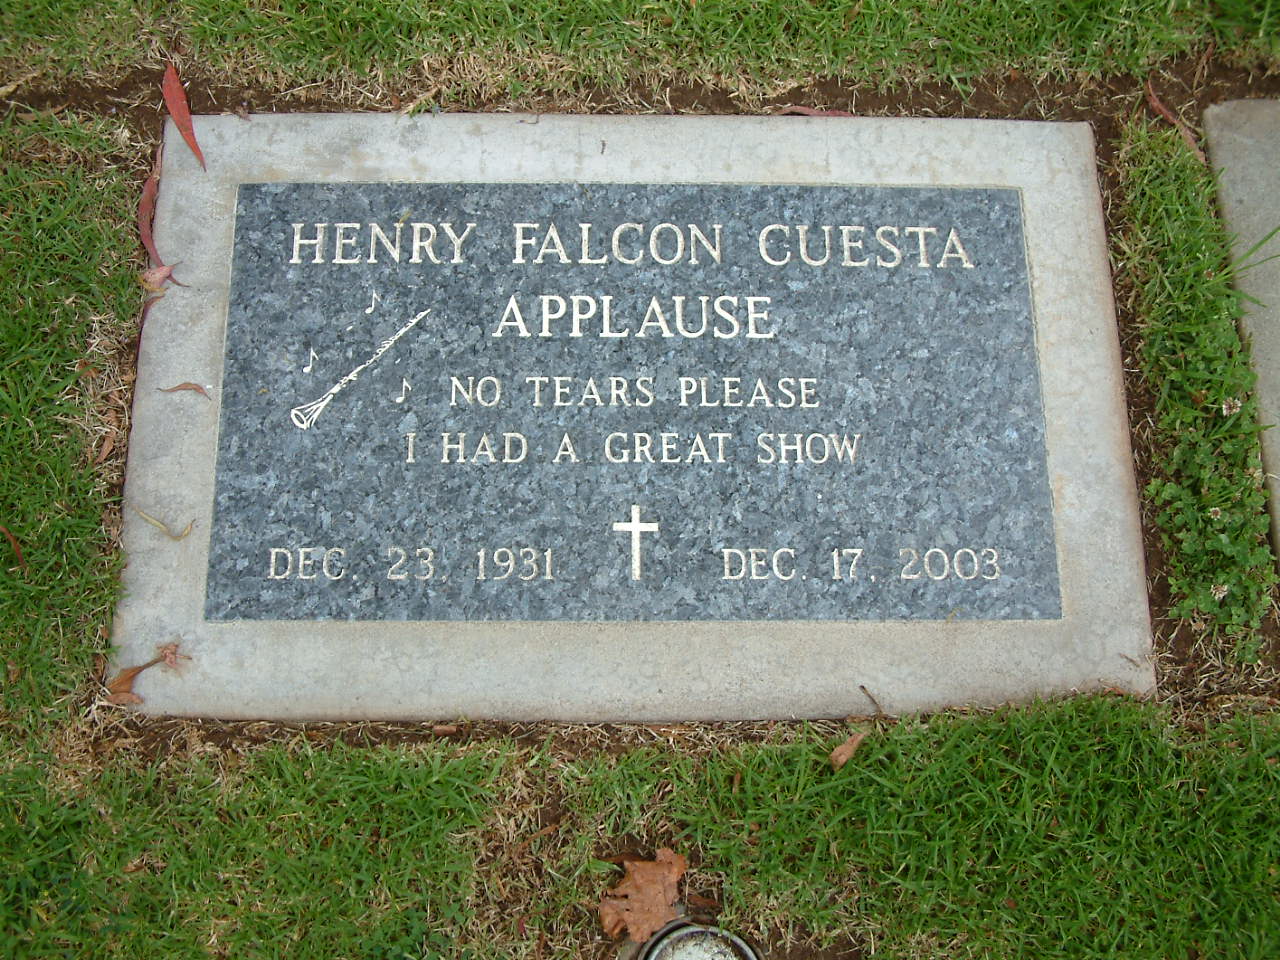 HENRY FALCON CUESTA
APPLAUSE
NO TEARS PLEASE
I HAD A GREAT SHOW
DEC. 23, 1931 DEC. 17, 2003